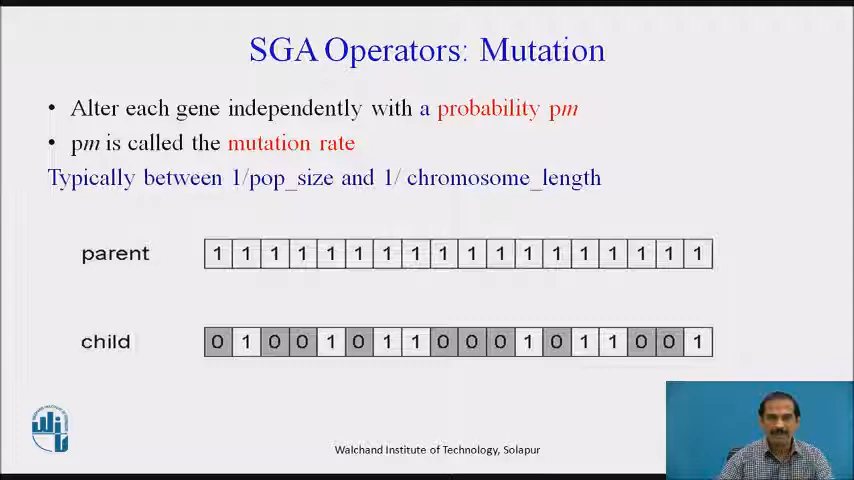 SGA Operators: Mutation
• Alter each gene independently with a probability pm
• pm is called the mutation rate
Typically between 1/pop_size and 1/ chromosome_length
parent 1 1 1 1 1 1 1 1 1 1 1 1 1 1 1 1 1 1
child 0 1 0 0 1 0 1 1 0 0 0 1 0 1 1 0 0 1
Walchand Institute of Technology, Solapur